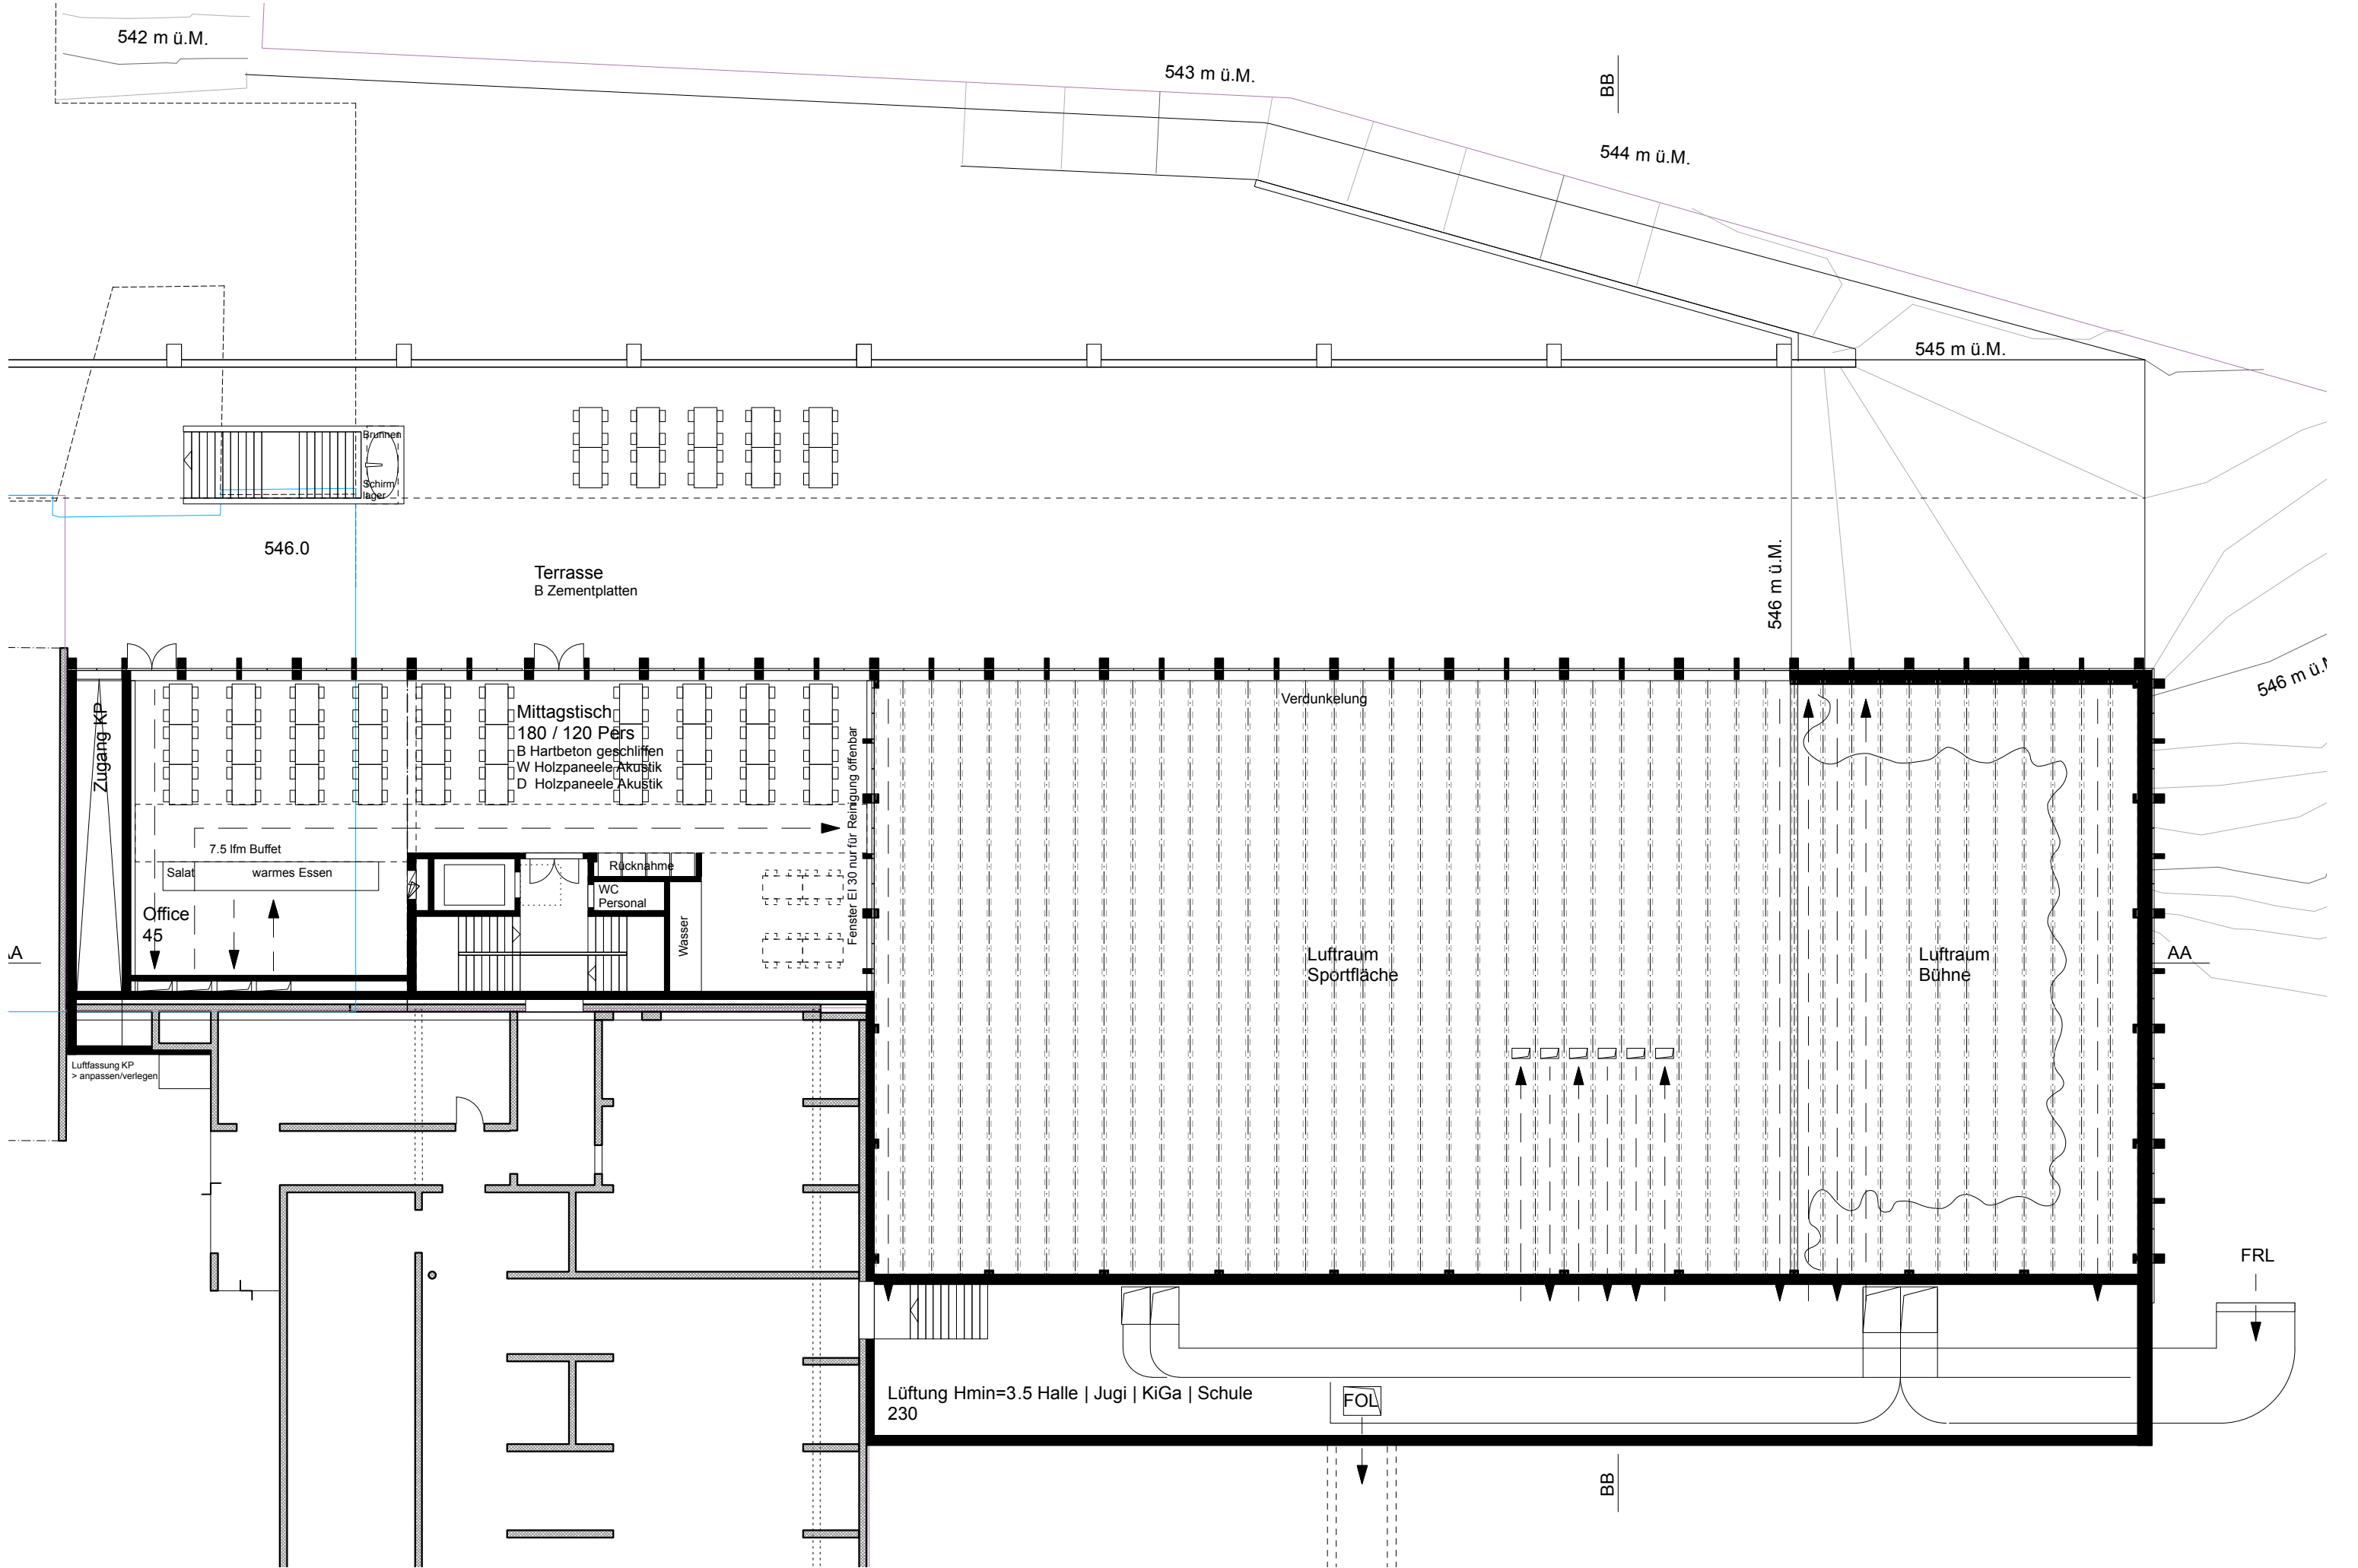 542 m ü.M.
543 m ü.M.
BB
544 m ü.M.
545 m ü.M.
Brunnen
Schirm
lager
546.0
Terrasse
B Zementplatten
546 m ü.M.
546 m ü.M
Zugang KP
Mittagstisch
180 / 120 Pers
B Hartbeton geschliffen
W Holzpaneele Akustik
D Holzpaneele Akustik
Verdunkelung
Fenster EI 30 nur für Reinigung öffenbar
7.5 lfm Buffet
Salat
warmes Essen
Rücknahme
WC
Personal
Wasser
Office
45
AA
Luftraum
Sportfläche
Luftraum
Bühne
AA
Luftfassung KP
> anpassen/verlegen
FRL
Lüftung Hmin=3.5 Halle | Jugi | KiGa | Schule
230
FOL
BB